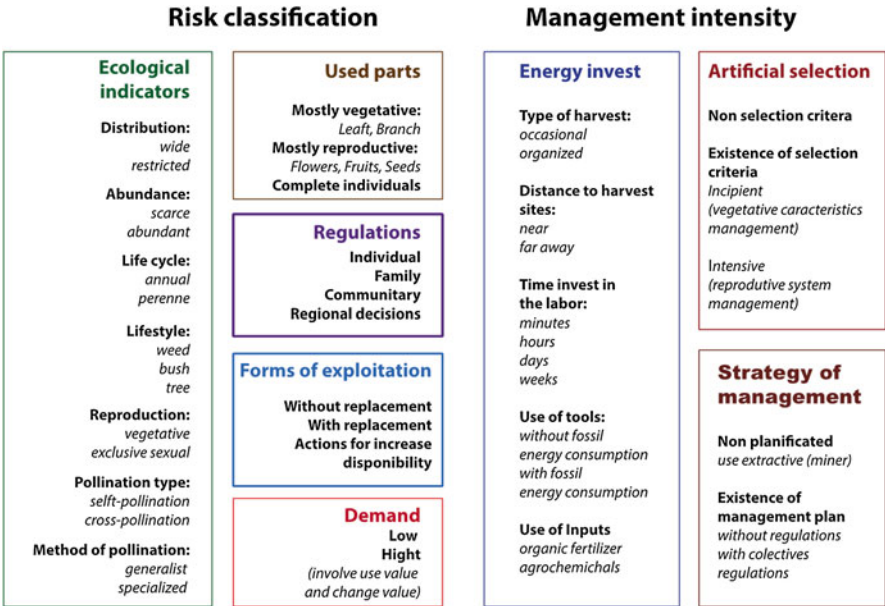 Risk classification
Management intensity
Ecological
indicators
Distribution:
wide
restricted
Abundance:
scarce
abundant
Life cycle:
annual
perenne
Lifestyle:
weed
bush
tree
Reproduction:
vegetative
exclusive sexual
Pollination type:
selft-pollination
cross-pollination
Method of pollination:
generalist
specialized
Used parts
Mostly vegetative:
Leaft, Branch
Mostly reproductive:
Flowers, Fruits, Seeds
Complete individuals
Regulations
Individual
Family
Communitary
Regional decisions
Forms of exploitation
Without replacement
With replacement
Actions for increase
disponibility
Demand
Low
Hight
(involve use value
and change value)
Energy invest
Type of harvest:
occasional
organized
Distance to harvest
sites:
near
far away
Time invest in
the labor:
minutes
hours
days
weeks
Use of tools:
without fossil
energy consumption
with fossil
energy consumption
Use of Inputs
organic fertilizer
agrochemichals
Artificial selection
Non selection critera
Existence of selection
criteria
Incipient
(vegetative caracteristics
management)
Intensive
(reprodutive system
management)
Strategy of
management
Non planificated
use extractive (miner)
Existence of
management plan
without regulations
with colectives
regulations